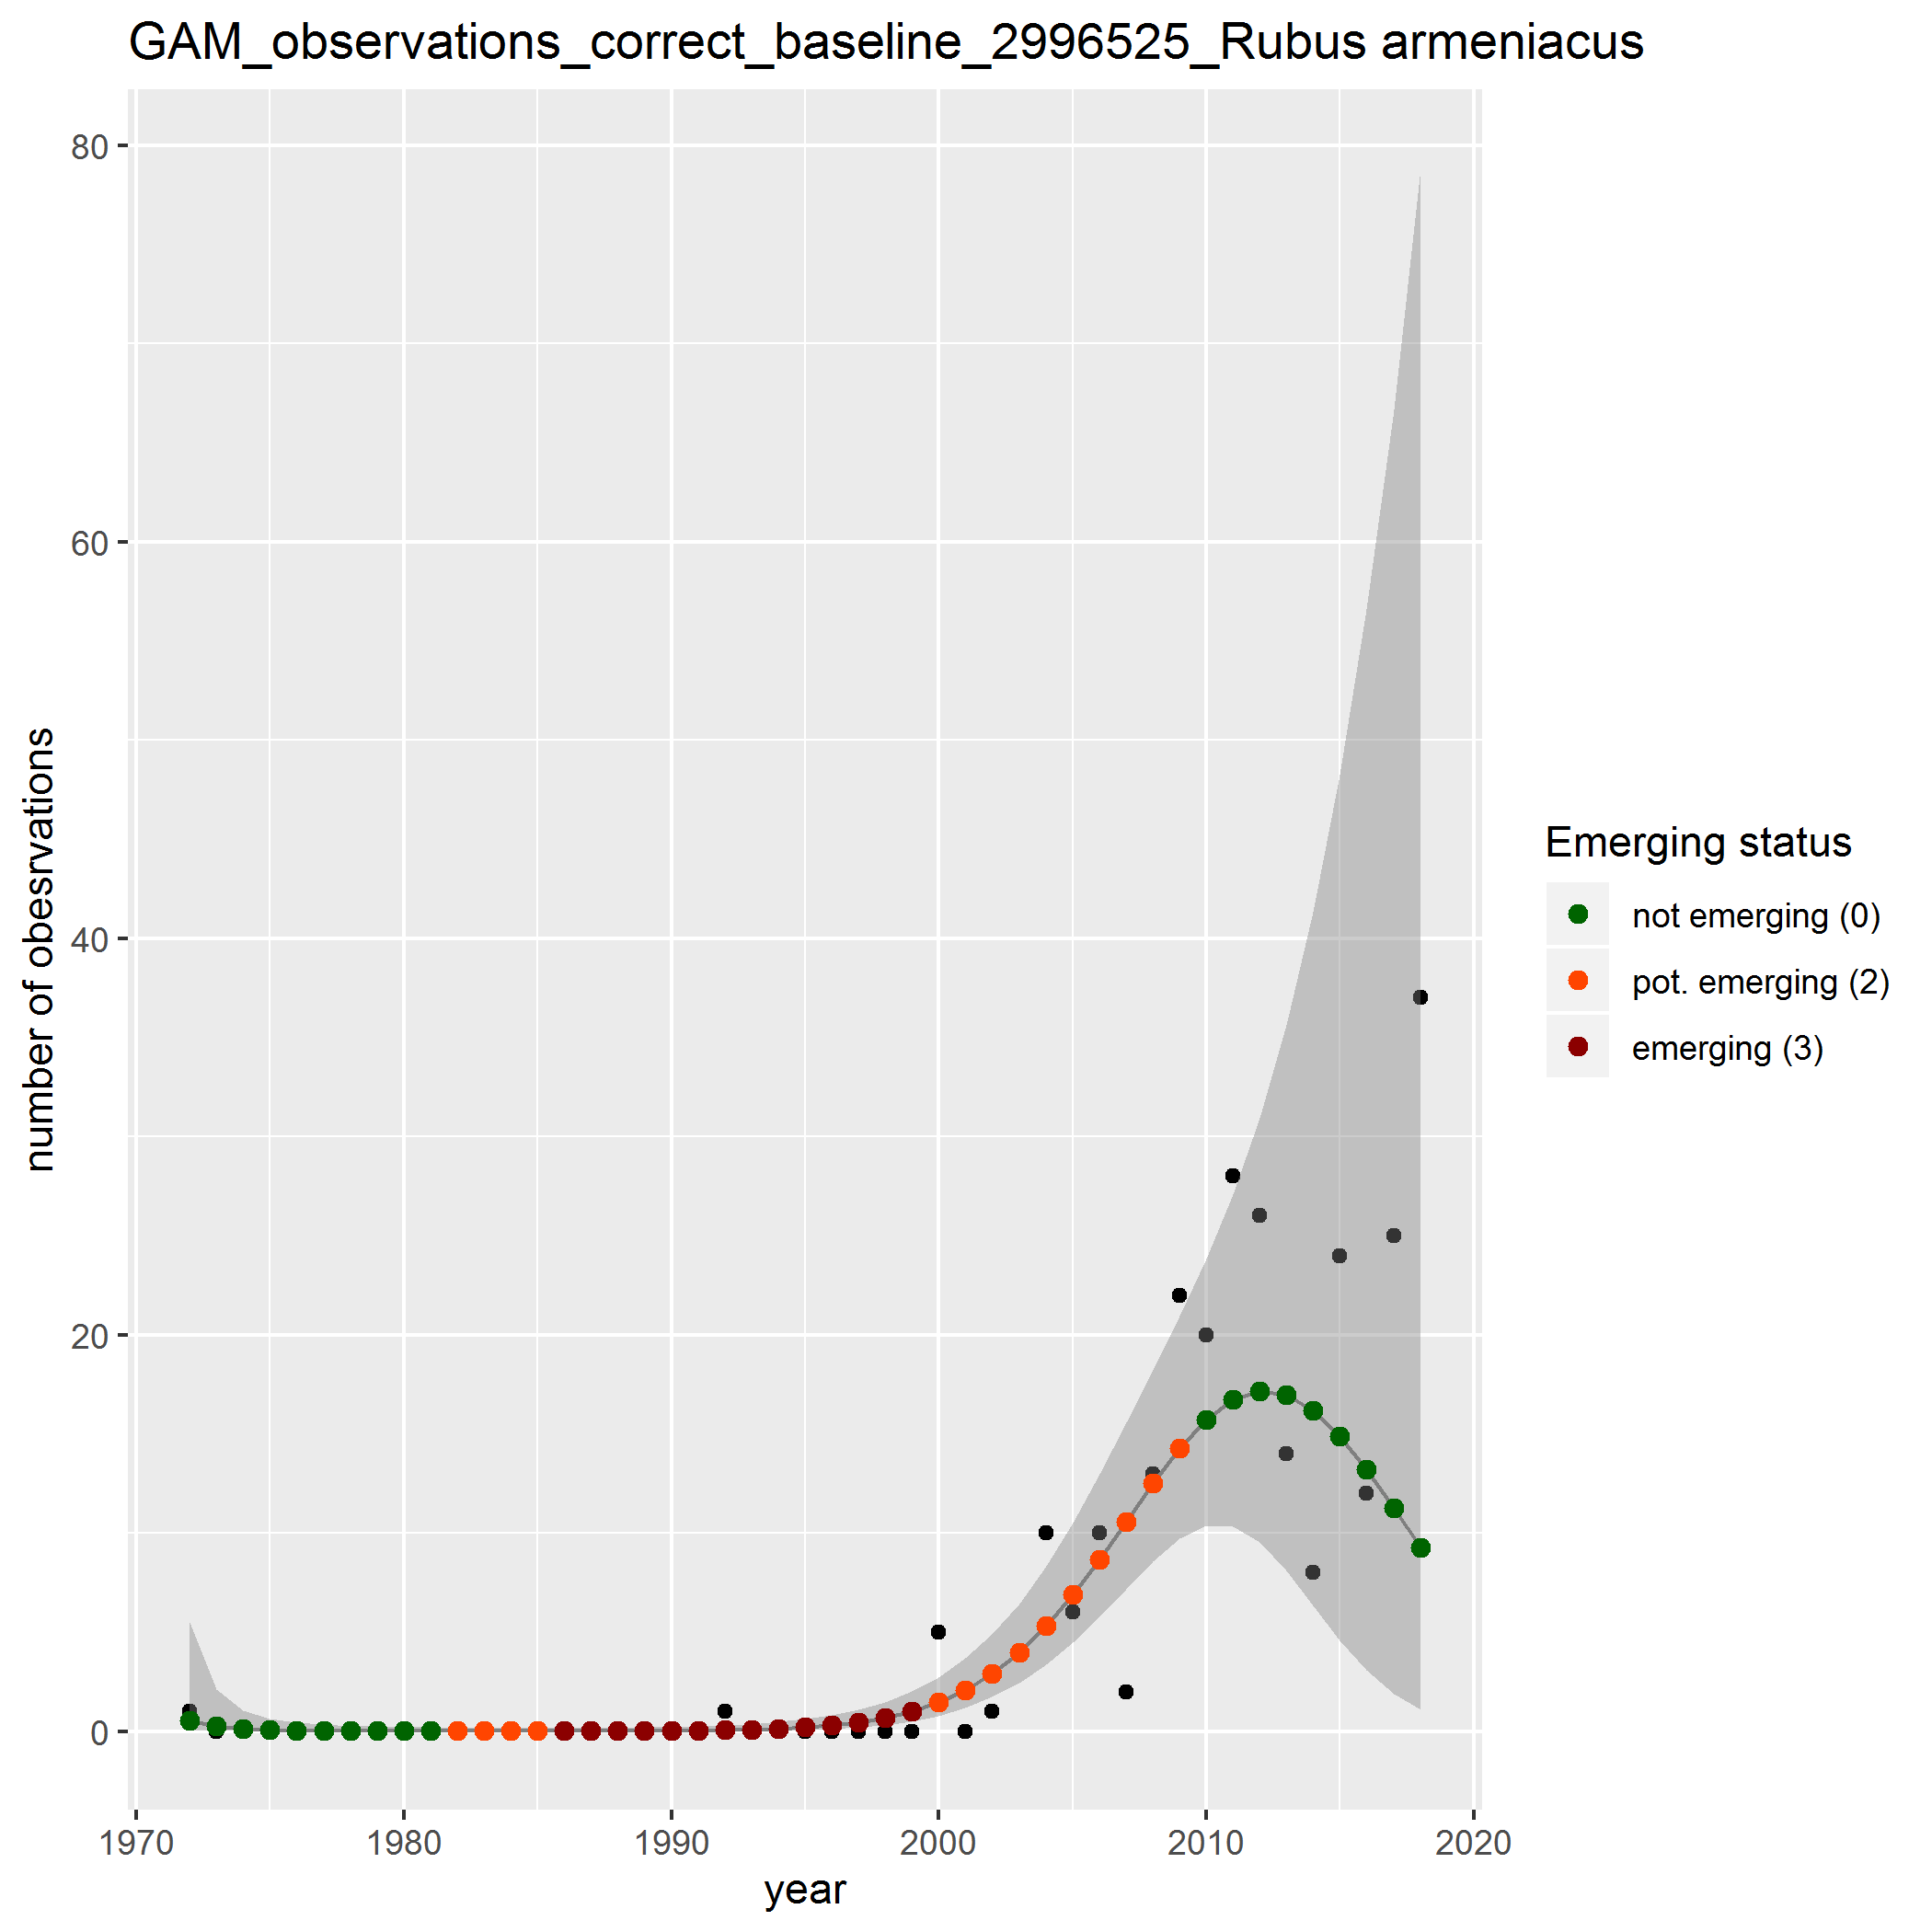 GAM_observations_correct_baseline_2996525_Rubus armeniacus
80
60
40
20
0
number of obesrvations
1970 1980 1990 2000 2010 2020
year
Emerging status
not emerging (0)
pot. emerging (2)
emerging (3)